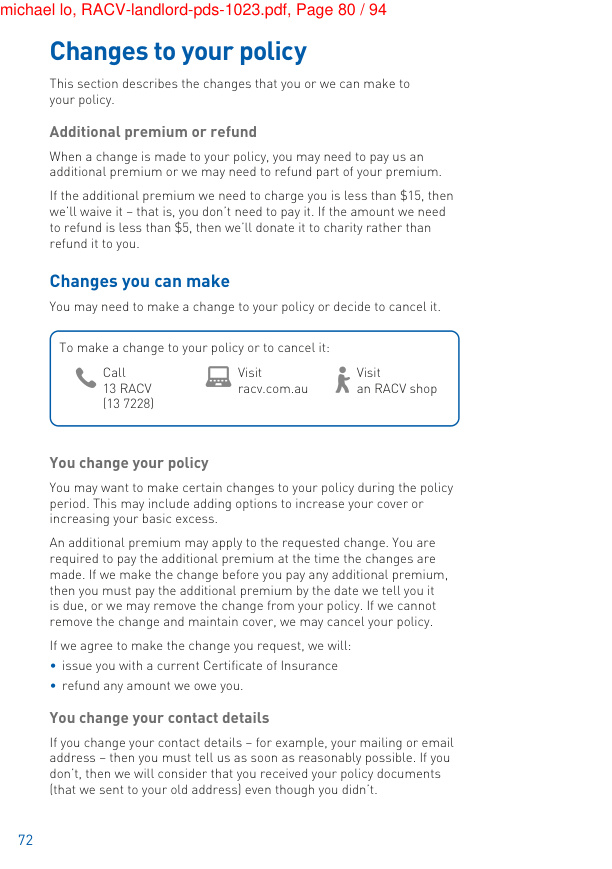 michael lo, RACV-landlord-pds-1023.pdf, Page 80 / 94
Changes to your policy
This section describes the changes that you or we can make to
your policy.
Additional premium or refund
When a change is made to your policy, you may need to pay us an
additional premium or we may need to refund part of your premium.
If the additional premium we need to charge you is less than $15, then
we'll waive it – that is, you don't need to pay it. If the amount we need
to refund is less than $5, then we'll donate it to charity rather than
refund it to you.
Changes you can make
You may need to make a change to your policy or decide to cancel it.
To make a change to your policy or to cancel it:
Call
13 RACV
(13 7228)
Visit
racv.com.au
Visit
an RACV shop
You change your policy
You may want to make certain changes to your policy during the policy
period. This may include adding options to increase your cover or
increasing your basic excess.
An additional premium may apply to the requested change. You are
required to pay the additional premium at the time the changes are
made. If we make the change before you pay any additional premium,
then you must pay the additional premium by the date we tell you it
is due, or we may remove the change from your policy. If we cannot
remove the change and maintain cover, we may cancel your policy.
If we agree to make the change you request, we will:
• issue you with a current Certificate of Insurance
• refund any amount we owe you.
You change your contact details
If you change your contact details – for example, your mailing or email
address – then you must tell us as soon as reasonably possible. If you
don't, then we will consider that you received your policy documents
(that we sent to your old address) even though you didn't.
72